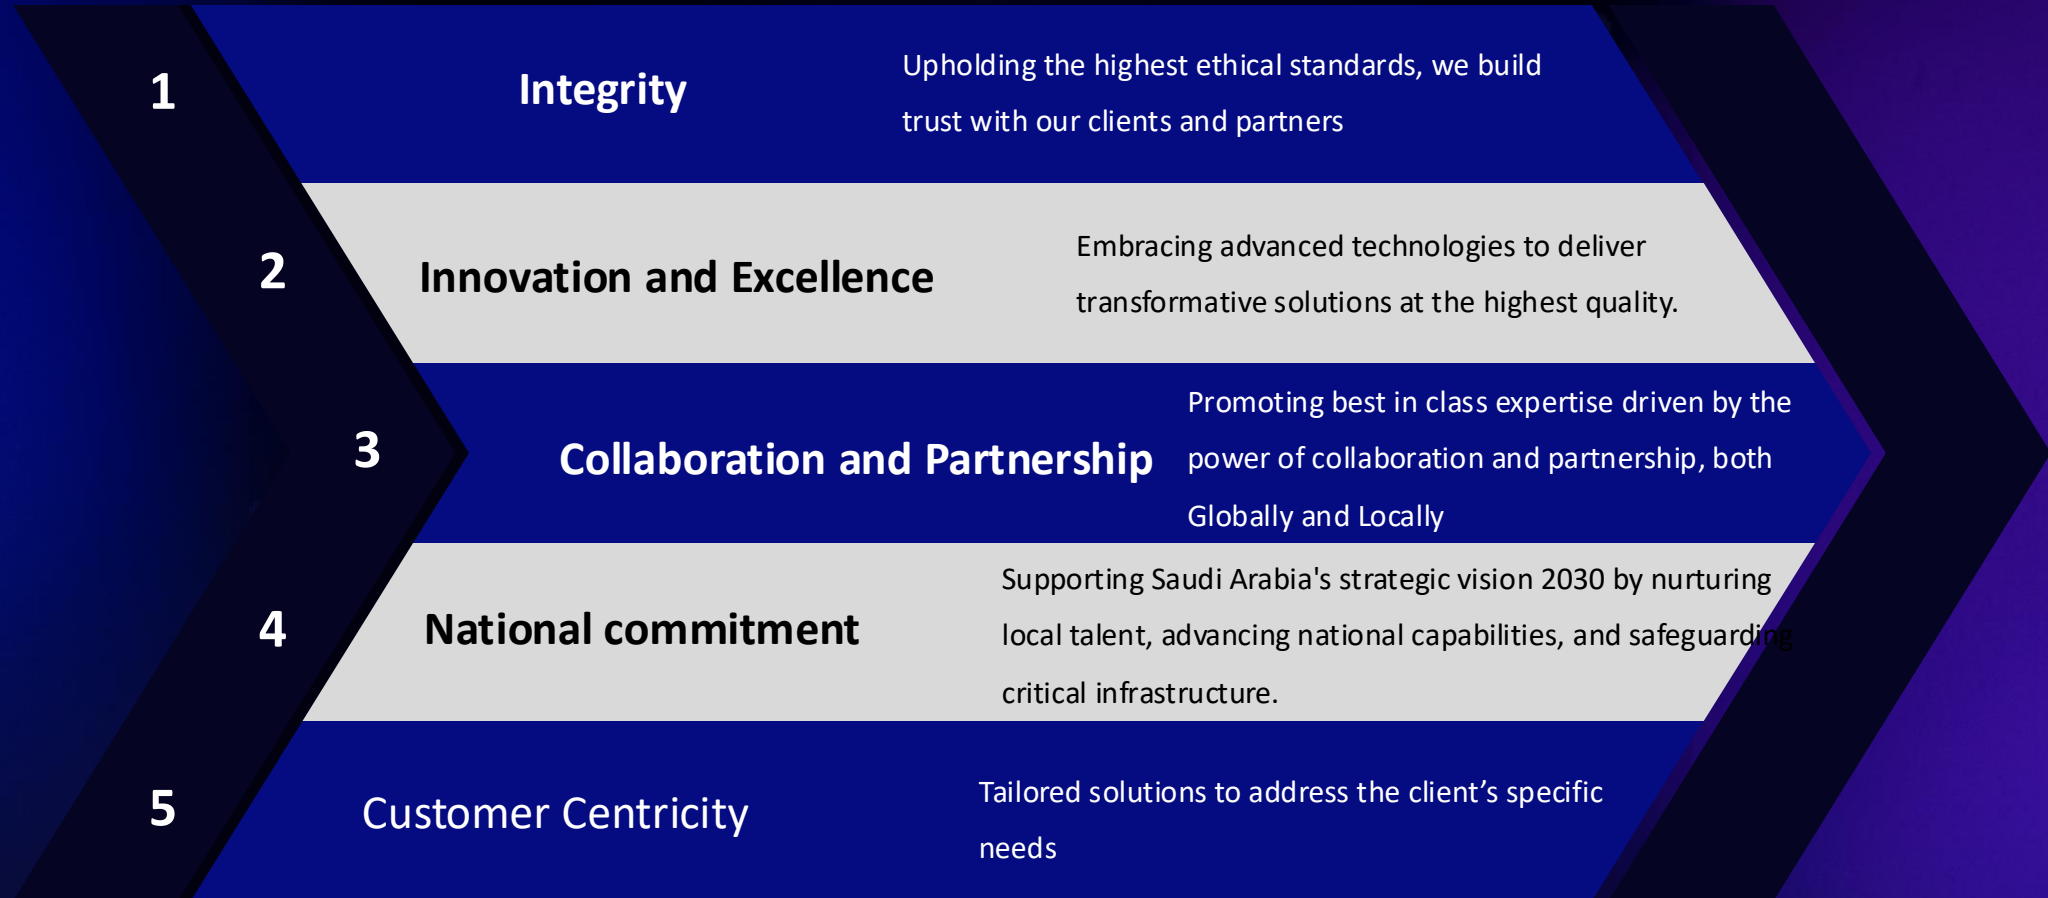 1
Integrity
Upholding the highest ethical standards, we build
trust with our clients and partners
2
Innovation and Excellence
Embracing advanced technologies to deliver
transformative solutions at the highest quality.
3
Collaboration and Partnership
Promoting best in class expertise driven by the
power of collaboration and partnership, both
Globally and Locally
4
National commitment
Supporting Saudi Arabia's strategic vision 2030 by nurturing
local talent, advancing national capabilities, and safeguarding
critical infrastructure.
5
Customer Centricity
Tailored solutions to address the client’s specific
needs